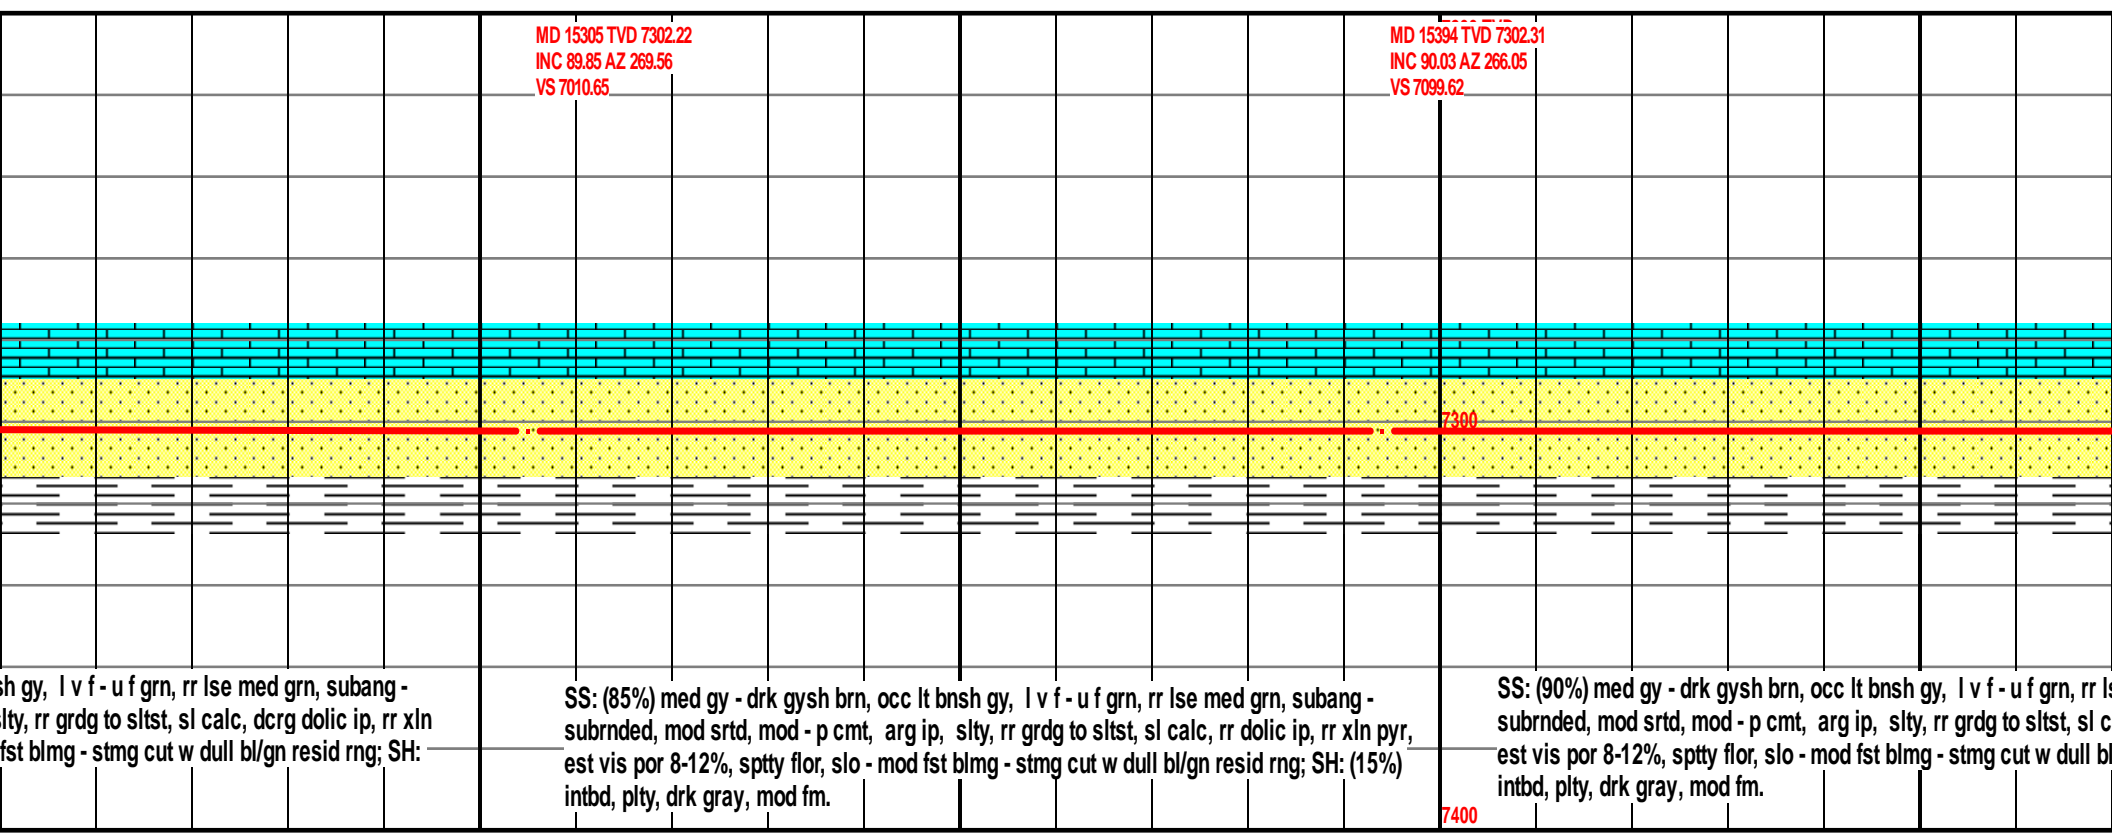 MD 15305 TVD 7302.22
INC 89.85 AZ 269.56
VS 7010.65
MD 15394 TVD 7302.31
INC 90.03 AZ 266.05
VS 7099.62
7300
sh gy, l v f - u f grn, rr lse med grn, subang -
slty, rr grdg to sltst, sl calc, dcrg dolic ip, rr xln
fst blmg - stmg cut w dull bl/gn resid rng; SH:
SS: (85%) med gy - drk gysh brn, occ lt bnsh gy, l v f - u f grn, rr lse med grn, subang -
subrnded, mod srtd, mod - p cmt, arg ip, slty, rr grdg to sltst, sl calc, rr dolic ip, rr xln pyr,
est vis por 8-12%, sptty flor, slo - mod fst blmg - stmg cut w dull bl/gn resid rng; SH: (15%)
intbd, plty, drk gray, mod fm.
SS: (90%) med gy - drk gysh brn, occ lt bnsh gy, l v f - u f grn, rr ls
subrnded, mod srtd, mod - p cmt, arg ip, slty, rr grdg to sltst, sl c
est vis por 8-12%, sptty flor, slo - mod fst blmg - stmg cut w dull bl
intbd, plty, drk gray, mod fm.
7400